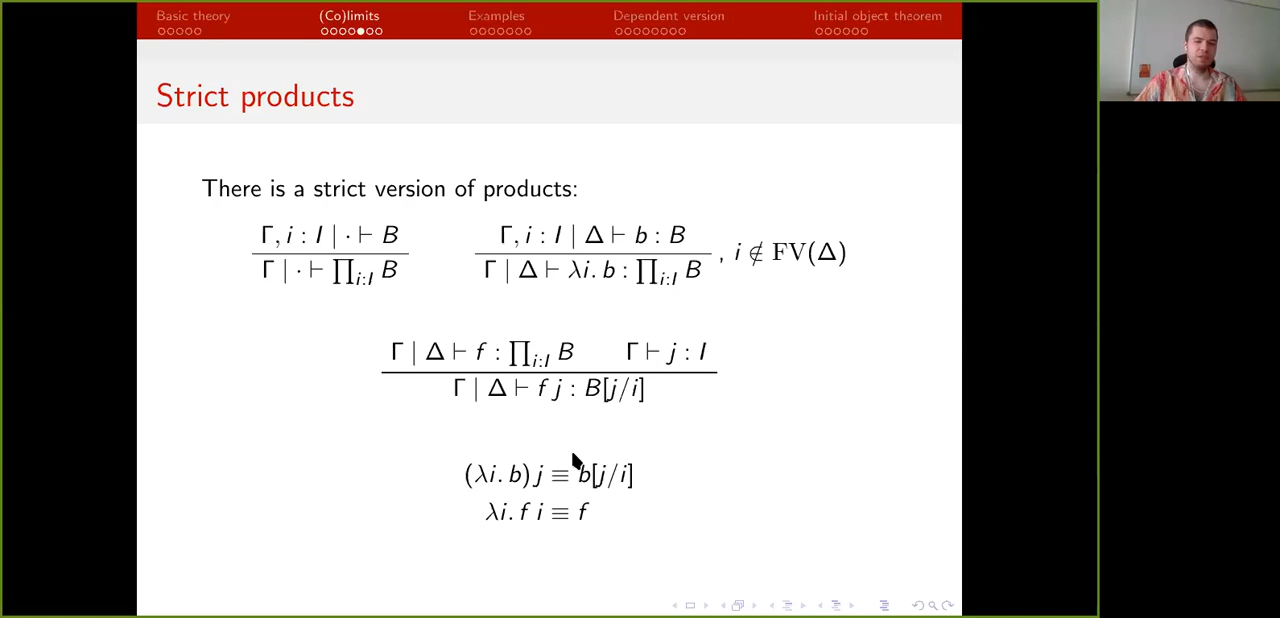 Basic theory (Co)limits Examples Dependent version Initial object theorem
Strict products
There is a strict version of products:
Γ, i : I | · ⊢ B
Γ | · ⊢ ∏_{i:I} B
Γ, i : I | Δ ⊢ b : B
Γ | Δ ⊢ λi. b : ∏_{i:I} B , i ∉ FV(Δ)
Γ | Δ ⊢ f : ∏_{i:I} B Γ ⊢ j : I
Γ | Δ ⊢ f j : B[j/i]
(λi. b) j ≡ b[j/i]
λi. f i ≡ f